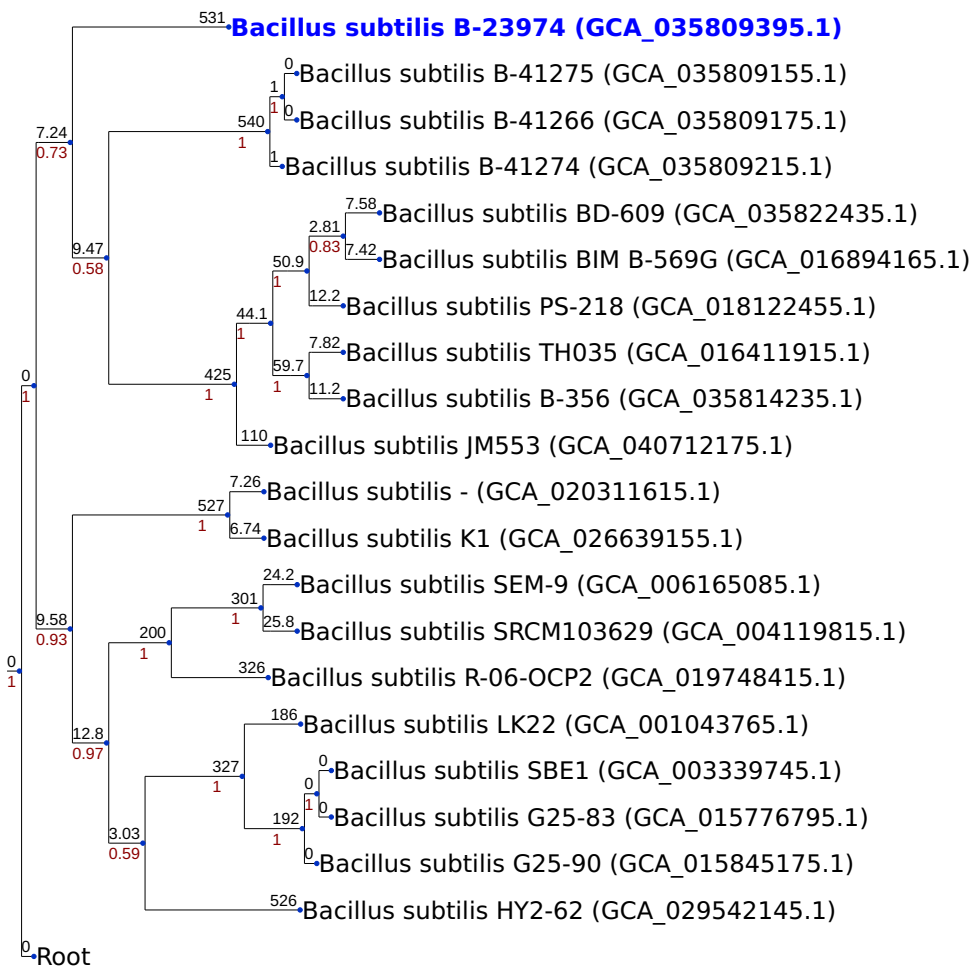 531
Bacillus subtilis B-23974 (GCA_035809395.1)
0
Bacillus subtilis B-41275 (GCA_035809155.1)
1
1
0
Bacillus subtilis B-41266 (GCA_035809175.1)
540
1
7.24
0.73
1
Bacillus subtilis B-41274 (GCA_035809215.1)
7.58
Bacillus subtilis BD-609 (GCA_035822435.1)
2.81
0.83
9.47
0.58
7.42
Bacillus subtilis BIM B-569G (GCA_016894165.1)
50.9
1
12.2
Bacillus subtilis PS-218 (GCA_018122455.1)
44.1
1
7.82
Bacillus subtilis TH035 (GCA_016411915.1)
59.7
1
425
1
0
1
11.2
Bacillus subtilis B-356 (GCA_035814235.1)
110
Bacillus subtilis JM553 (GCA_040712175.1)
7.26
Bacillus subtilis - (GCA_020311615.1)
527
1
6.74
Bacillus subtilis K1 (GCA_026639155.1)
24.2
Bacillus subtilis SEM-9 (GCA_006165085.1)
301
1
9.58
0.93
25.8
Bacillus subtilis SRCM103629 (GCA_004119815.1)
200
1
0
1
326
Bacillus subtilis R-06-OCP2 (GCA_019748415.1)
186
Bacillus subtilis LK22 (GCA_001043765.1)
12.8
0.97
0
Bacillus subtilis SBE1 (GCA_003339745.1)
327
1
0
1
0
Bacillus subtilis G25-83 (GCA_015776795.1)
192
1
3.03
0.59
0
Bacillus subtilis G25-90 (GCA_015845175.1)
526
Bacillus subtilis HY2-62 (GCA_029542145.1)
0
Root